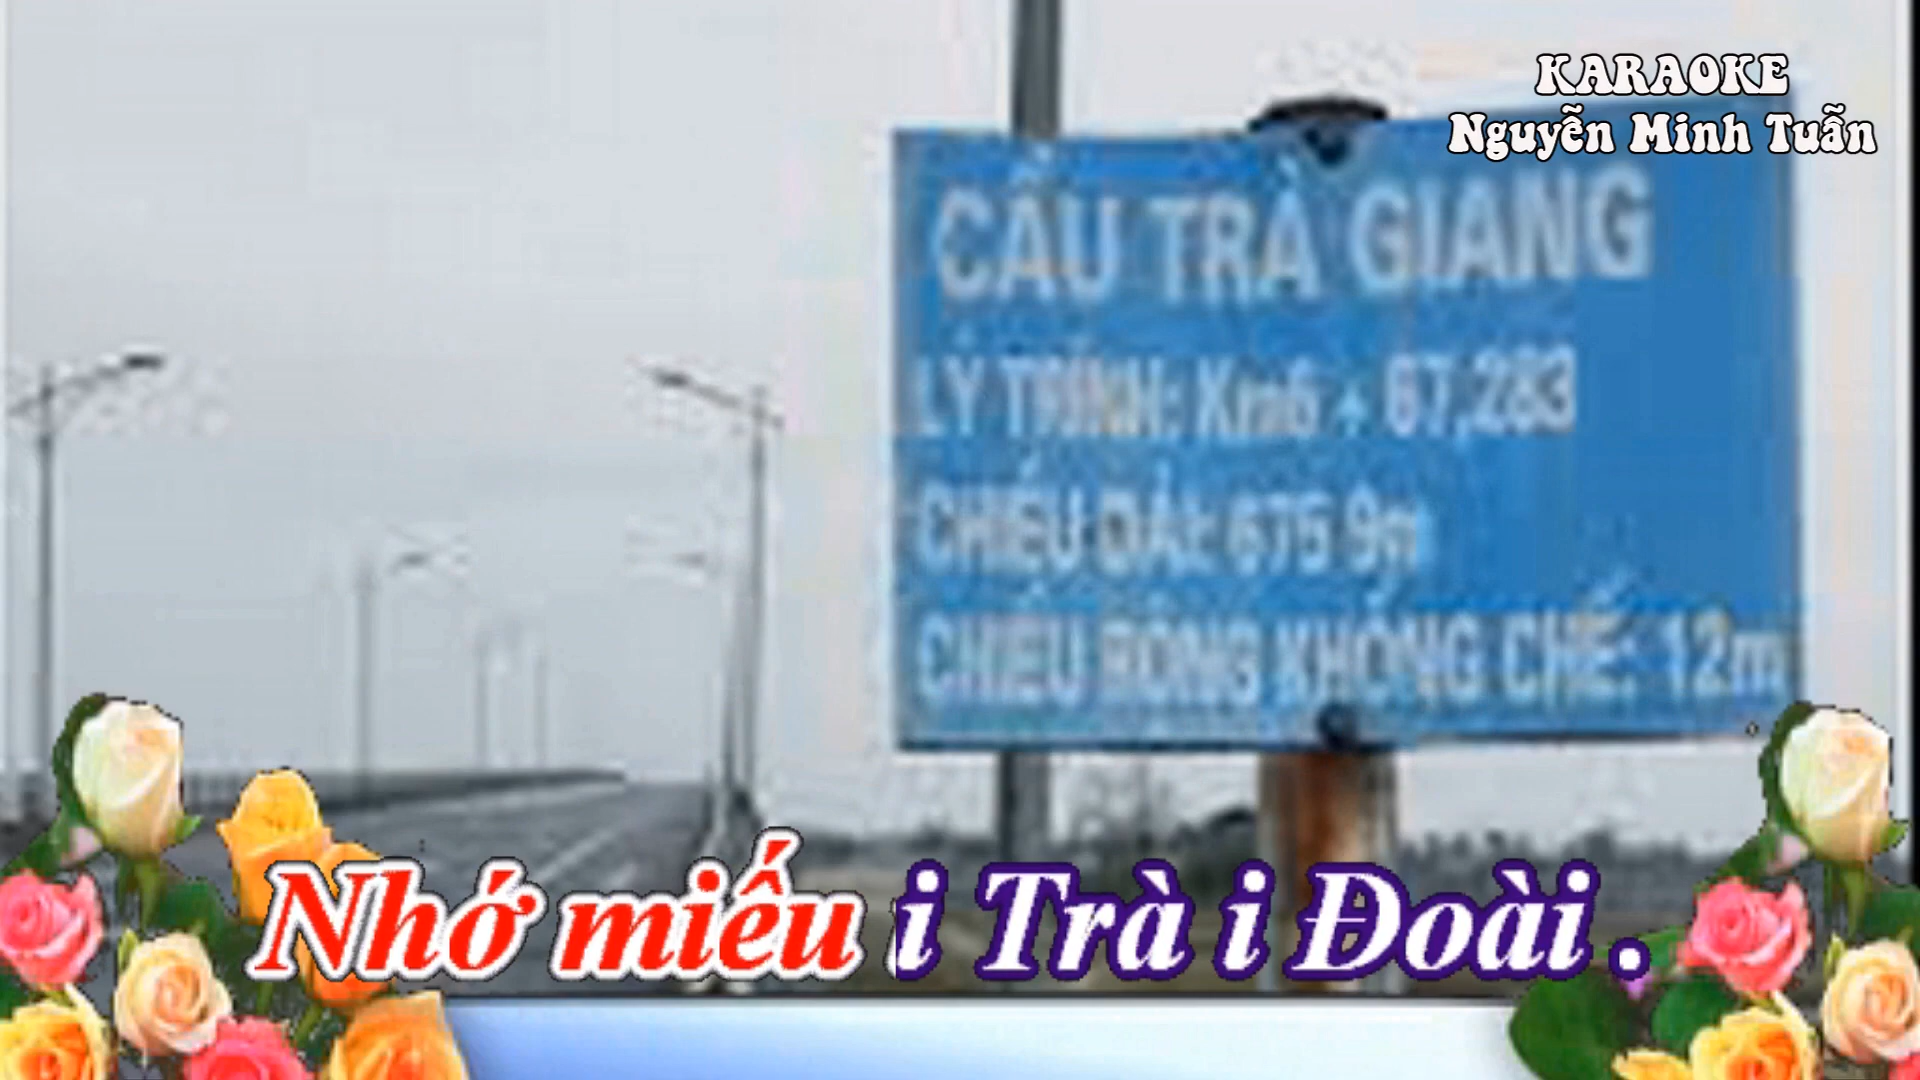 KARAOKE
Nguyễn Minh Tuấn
CẦU TRÀ GIANG
LÝ TRÌNH: Km6 + 67,283
CHIỀU DÀI: 675.9m
CHIỀU RỘNG KHỐNG CHẾ: 12m
Nhớ miếu i Trà i Đoài .